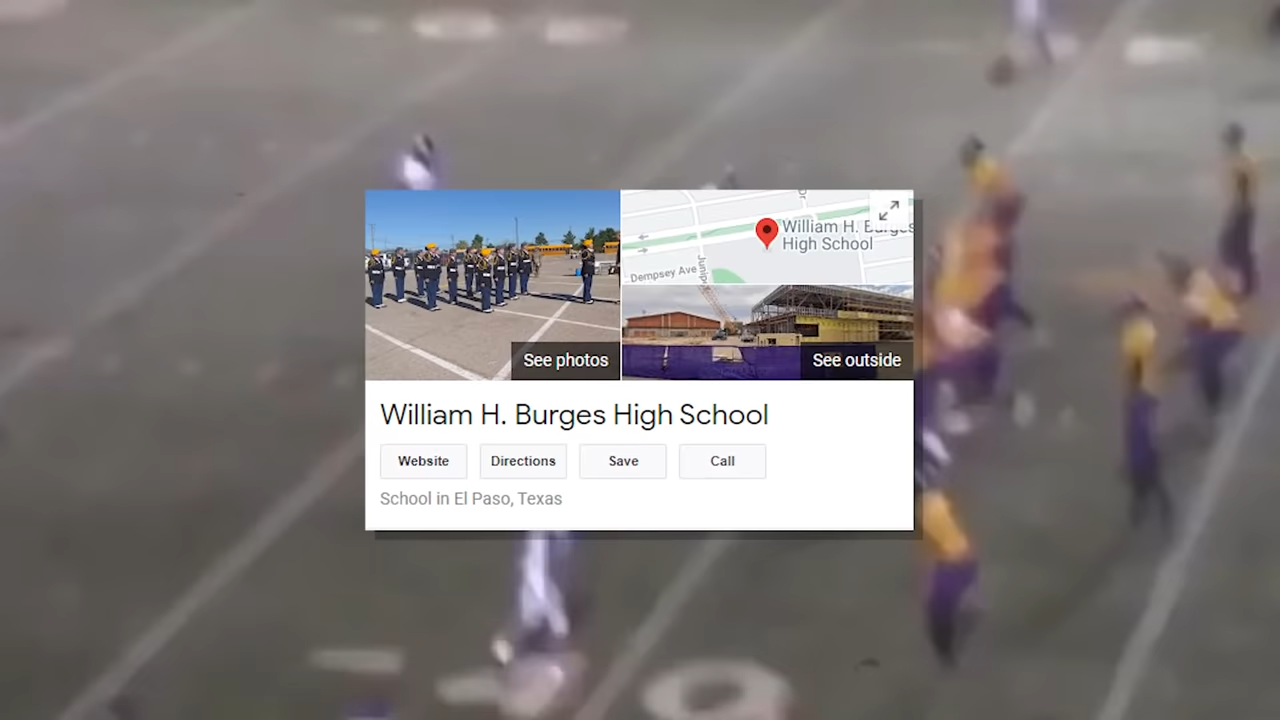 William H. Burges
High School
Dempsey Ave
See photos
See outside
William H. Burges High School
Website
Directions
Save
Call
School in El Paso, Texas